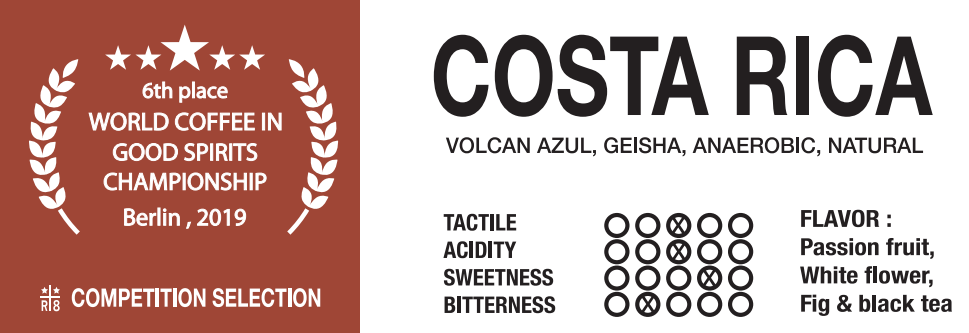 6th place
WORLD COFFEE IN
GOOD SPIRITS
CHAMPIONSHIP
Berlin , 2019
R8
COMPETITION SELECTION
COSTA RICA
VOLCAN AZUL, GEISHA, ANAEROBIC, NATURAL
TACTILE
ACIDITY
SWEETNESS
BITTERNESS
FLAVOR :
Passion fruit,
White flower,
Fig & black tea